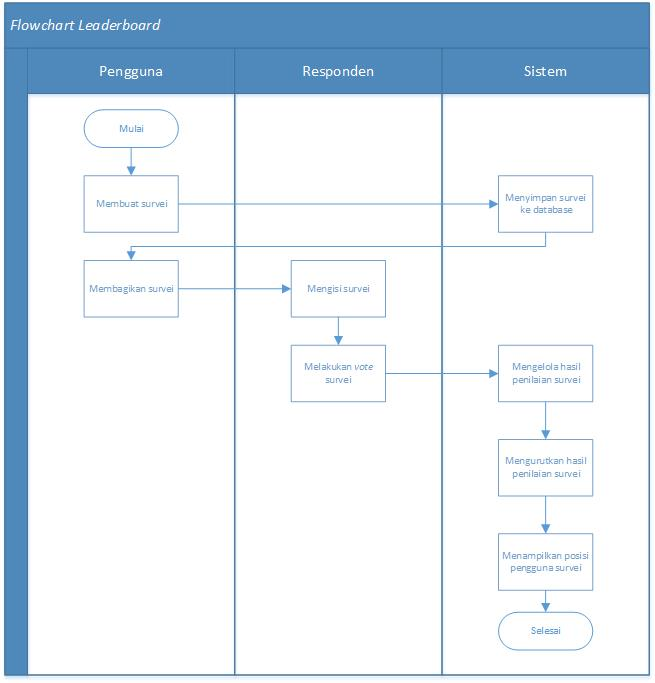 Flowchart Leaderboard
Pengguna
Responden
Sistem
Mulai
Membuat survei
Menyimpan survei
ke database
Membagikan survei
Mengisi survei
Melakukan vote
survei
Mengelola hasil
penilaian survei
Mengurutkan hasil
penilaian survei
Menampilkan posisi
pengguna survei
Selesai